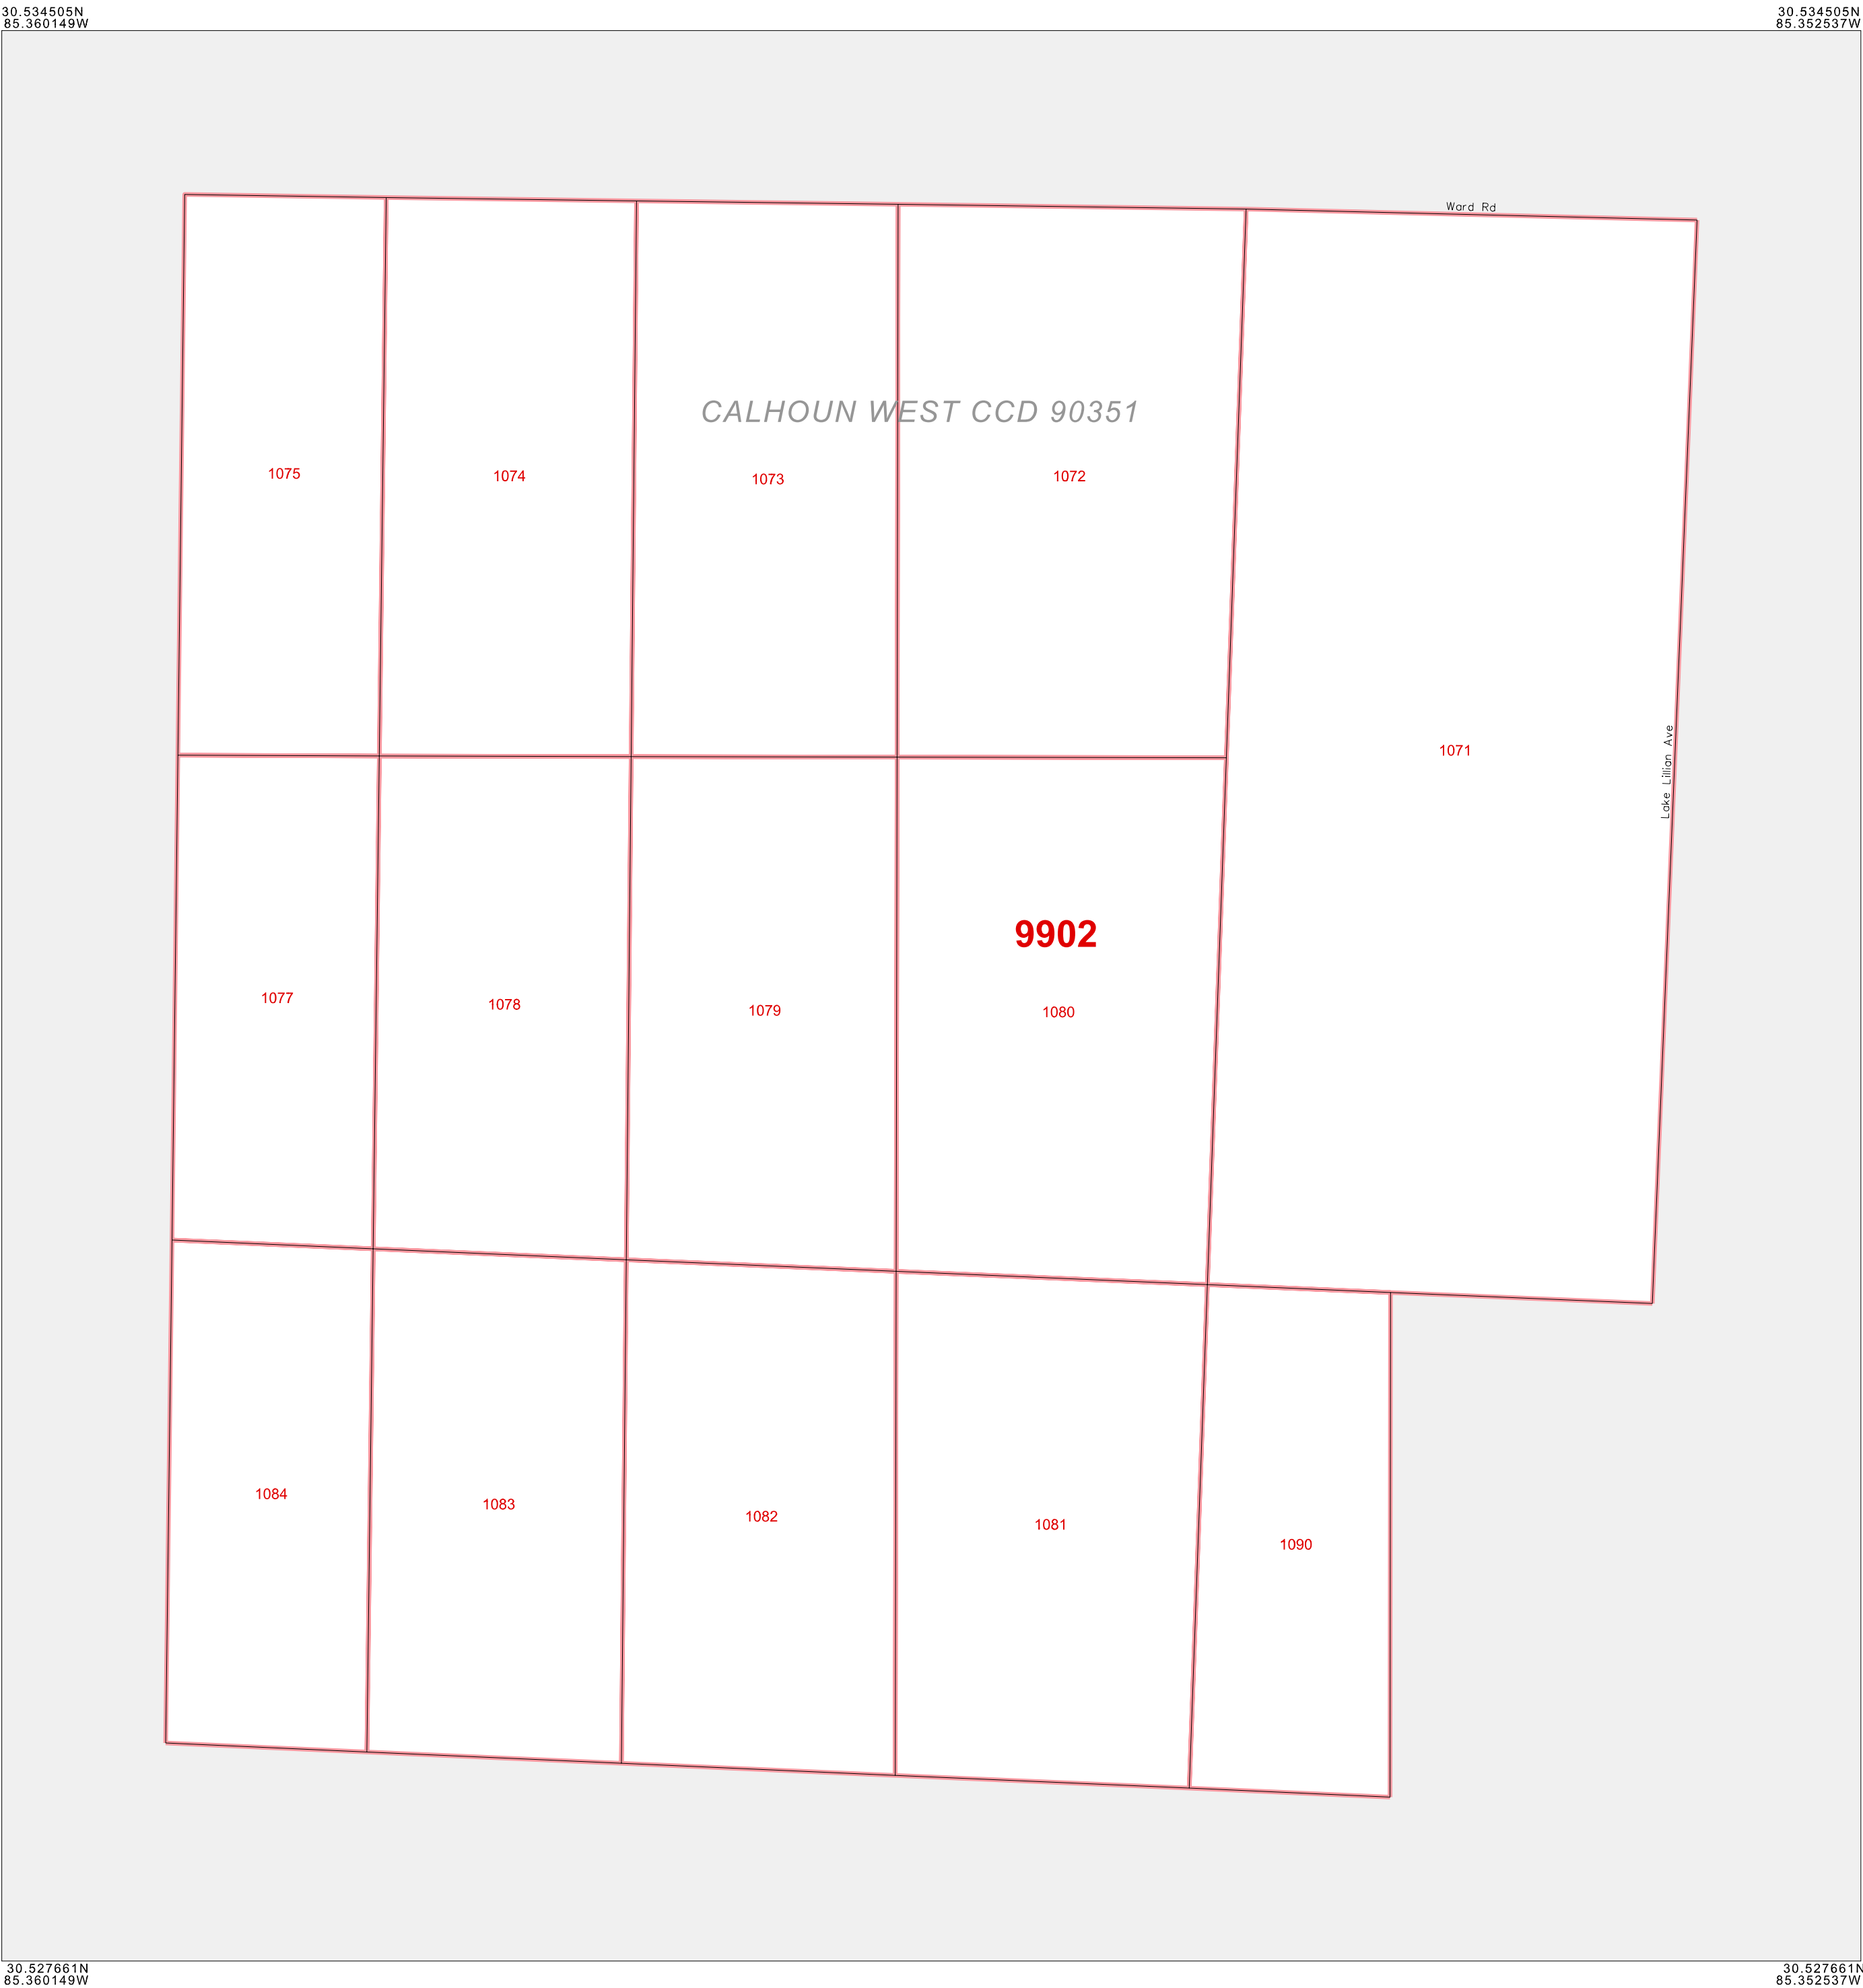 30.534505N
85.360149W
30.534505N
85.352537W
Ward Rd
CALHOUN WEST CCD 90351
1075
1074
1073
1072
1071
Lake Lillian Ave
9902
1077
1078
1079
1080
1084
1083
1082
1081
1090
30.527661N
85.360149W
30.527661N
85.352537W